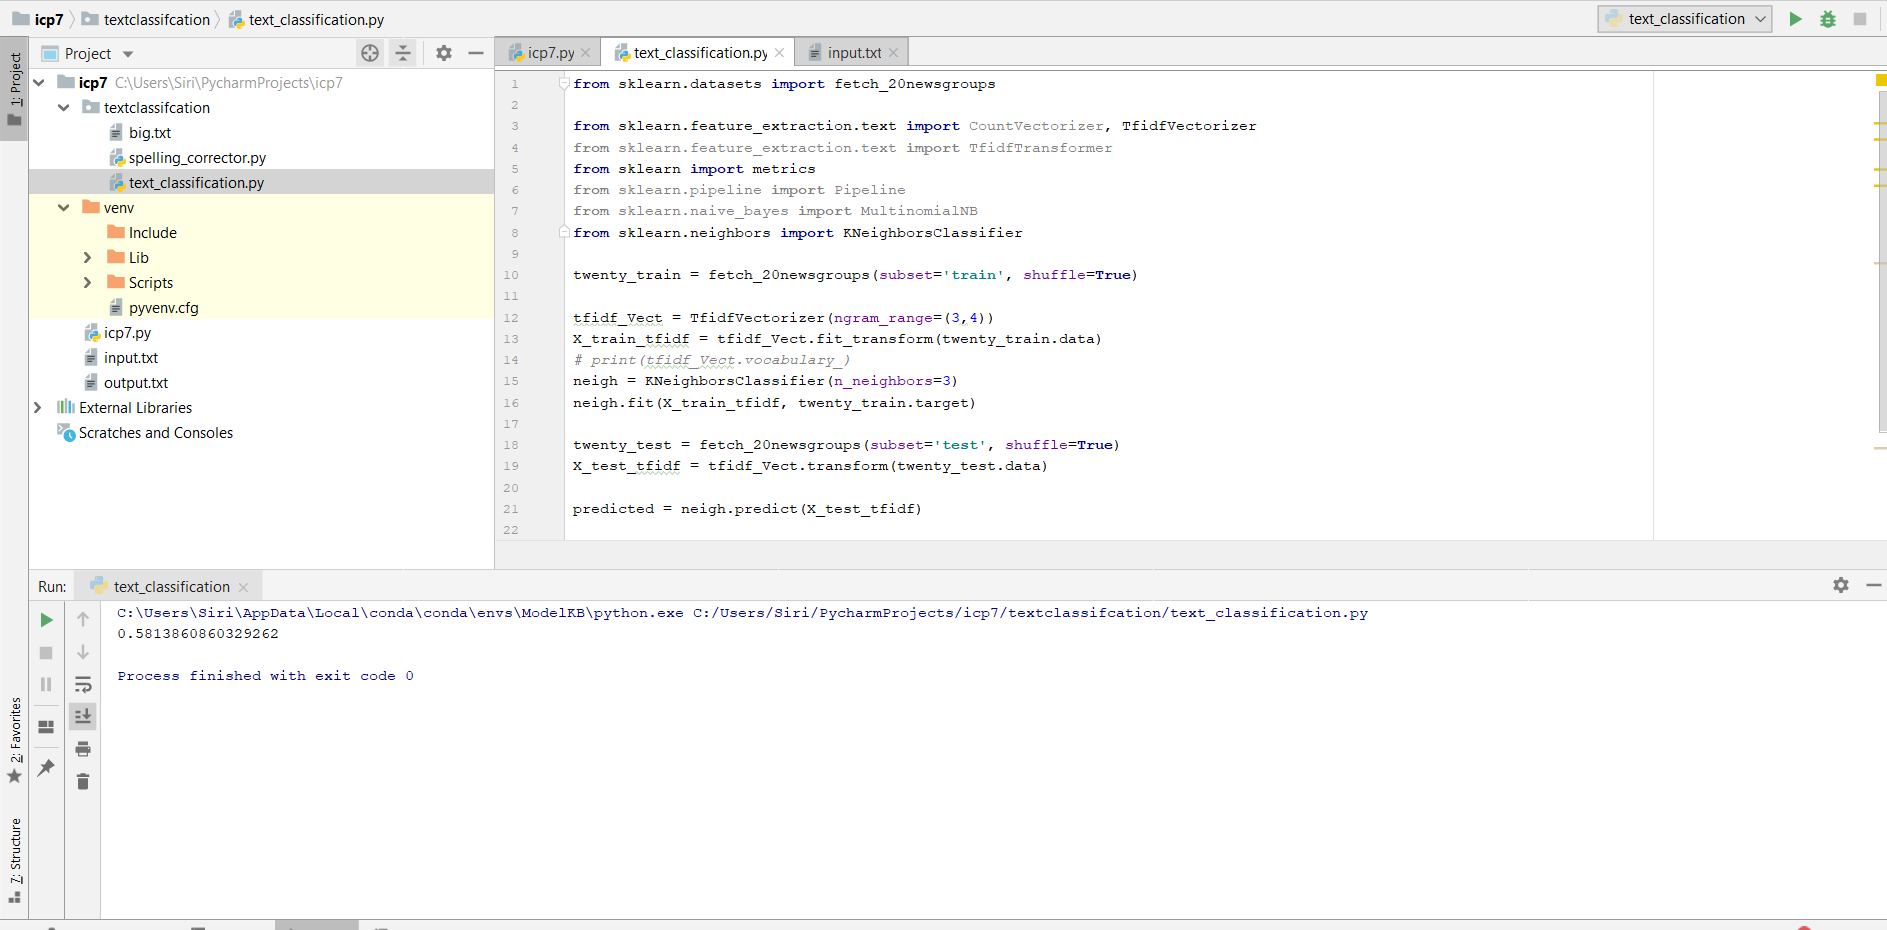 icp7 textclassifcation text_classification.py
text_classification
1: Project
Project
icp7 C:\Users\Siri\PycharmProjects\icp7
textclassifcation
big.txt
spelling_corrector.py
text_classification.py
venv
Include
Lib
Scripts
pyvenv.cfg
icp7.py
input.txt
output.txt
External Libraries
Scratches and Consoles
icp7.py text_classification.py input.txt
1 from sklearn.datasets import fetch_20newsgroups
2
3 from sklearn.feature_extraction.text import CountVectorizer, TfidfVectorizer
4 from sklearn.feature_extraction.text import TfidfTransformer
5 from sklearn import metrics
6 from sklearn.pipeline import Pipeline
7 from sklearn.naive_bayes import MultinomialNB
8 from sklearn.neighbors import KNeighborsClassifier
9
10 twenty_train = fetch_20newsgroups(subset='train', shuffle=True)
11
12 tfidf_Vect = TfidfVectorizer(ngram_range=(3,4))
13 X_train_tfidf = tfidf_Vect.fit_transform(twenty_train.data)
14 # print(tfidf_Vect.vocabulary_)
15 neigh = KNeighborsClassifier(n_neighbors=3)
16 neigh.fit(X_train_tfidf, twenty_train.target)
17
18 twenty_test = fetch_20newsgroups(subset='test', shuffle=True)
19 X_test_tfidf = tfidf_Vect.transform(twenty_test.data)
20
21 predicted = neigh.predict(X_test_tfidf)
22
Run: text_classification
C:\Users\Siri\AppData\Local\conda\conda\envs\ModelKB\python.exe C:/Users/Siri/PycharmProjects/icp7/textclassifcation/text_classification.py
0.5813860860329262
Process finished with exit code 0
2: Favorites
7: Structure